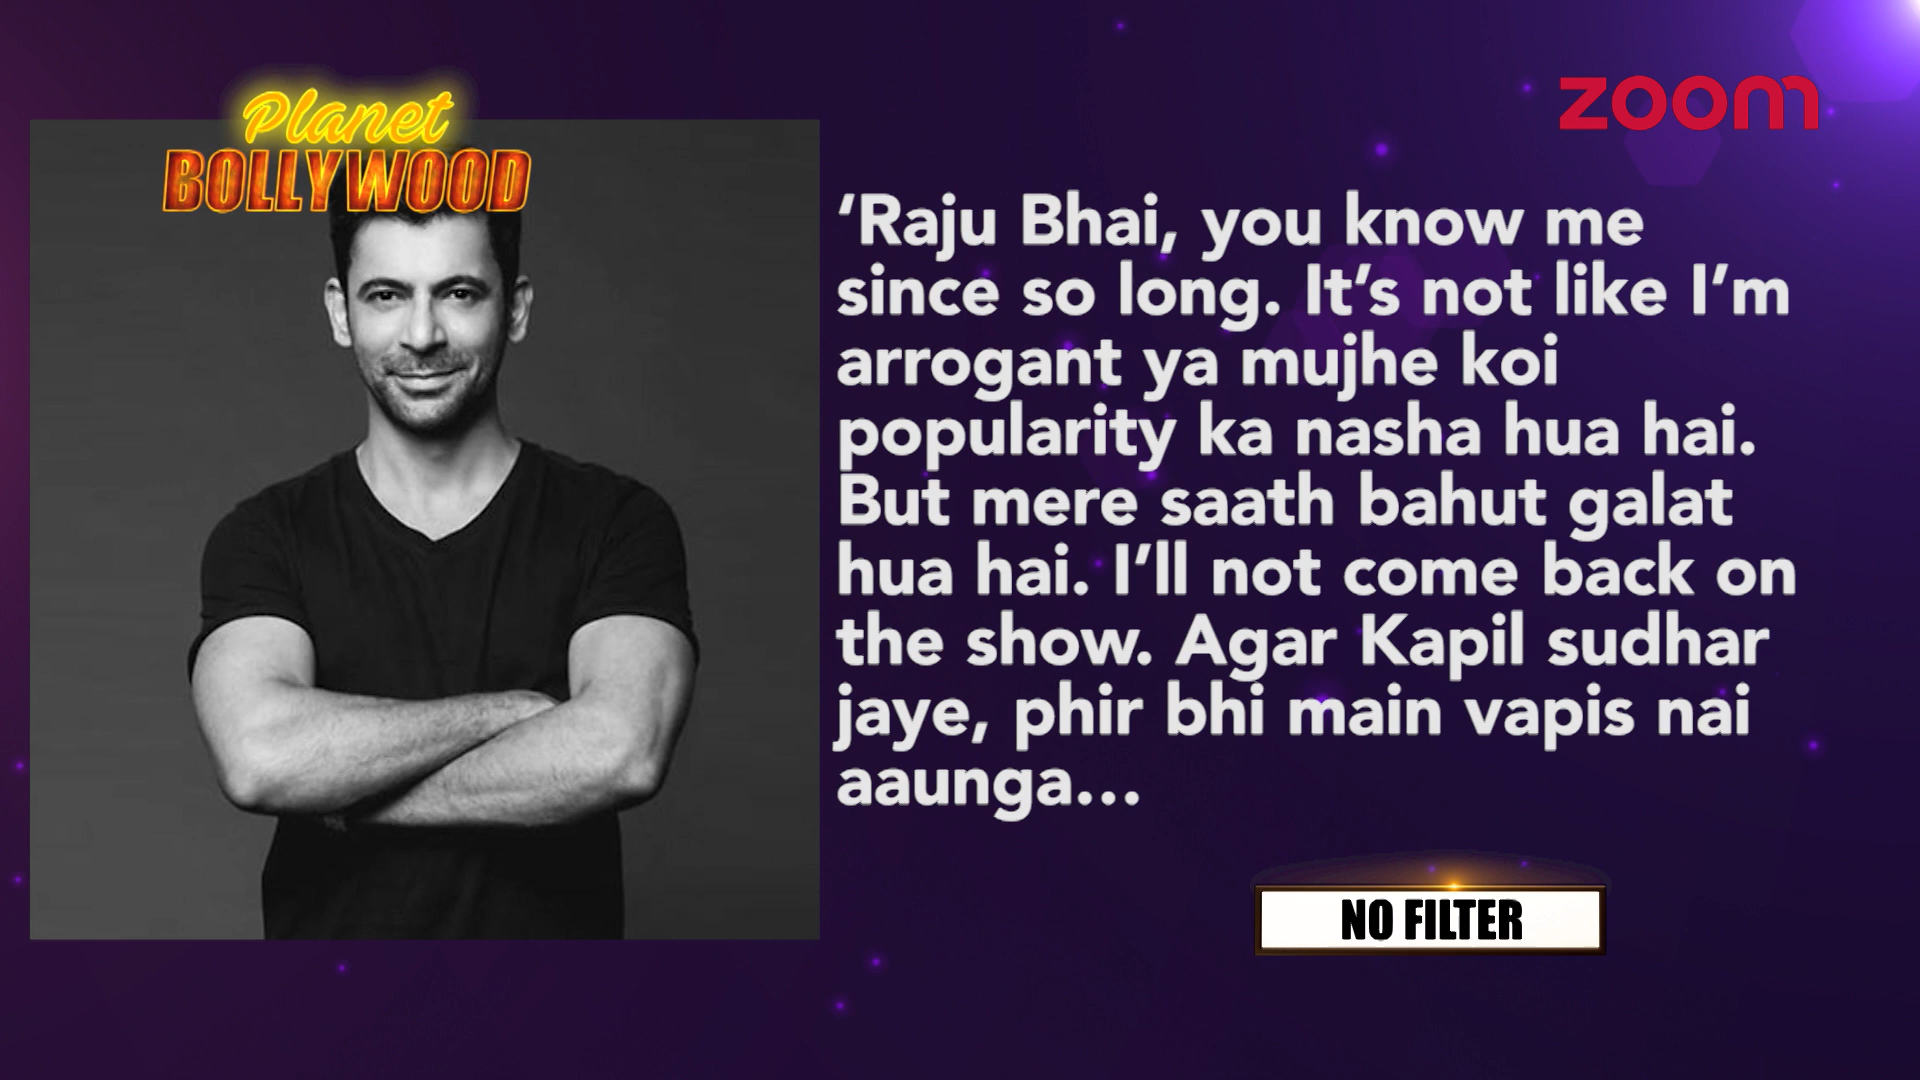 Planet
BOLLYWOOD
zoom
‘Raju Bhai, you know me
since so long. It’s not like I’m
arrogant ya mujhe koi
popularity ka nasha hua hai.
But mere saath bahut galat
hua hai. I’ll not come back on
the show. Agar Kapil sudhar
jaye, phir bhi main vapis nai
aaunga...
NO FILTER